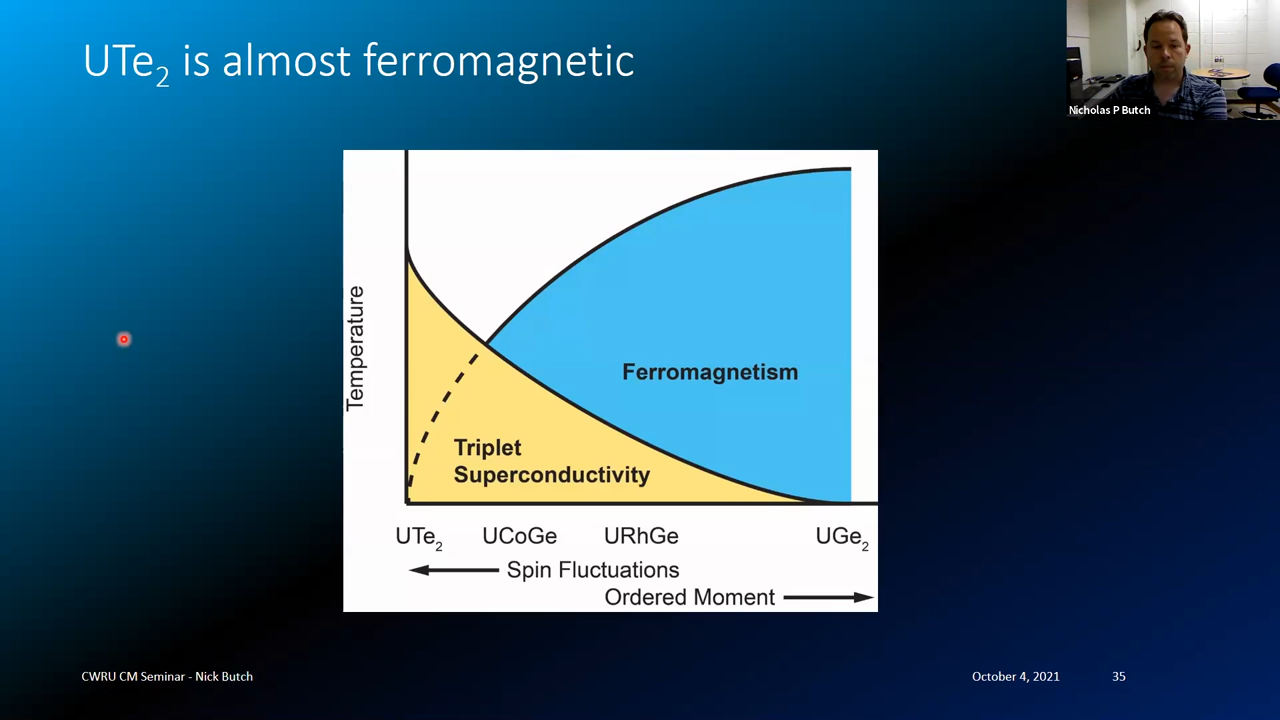 UTe2 is almost ferromagnetic
Nicholas P Butch
Temperature
Ferromagnetism
Triplet
Superconductivity
UTe2 UCoGe URhGe UGe2
Spin Fluctuations
Ordered Moment
CWRU CM Seminar - Nick Butch October 4, 2021 35